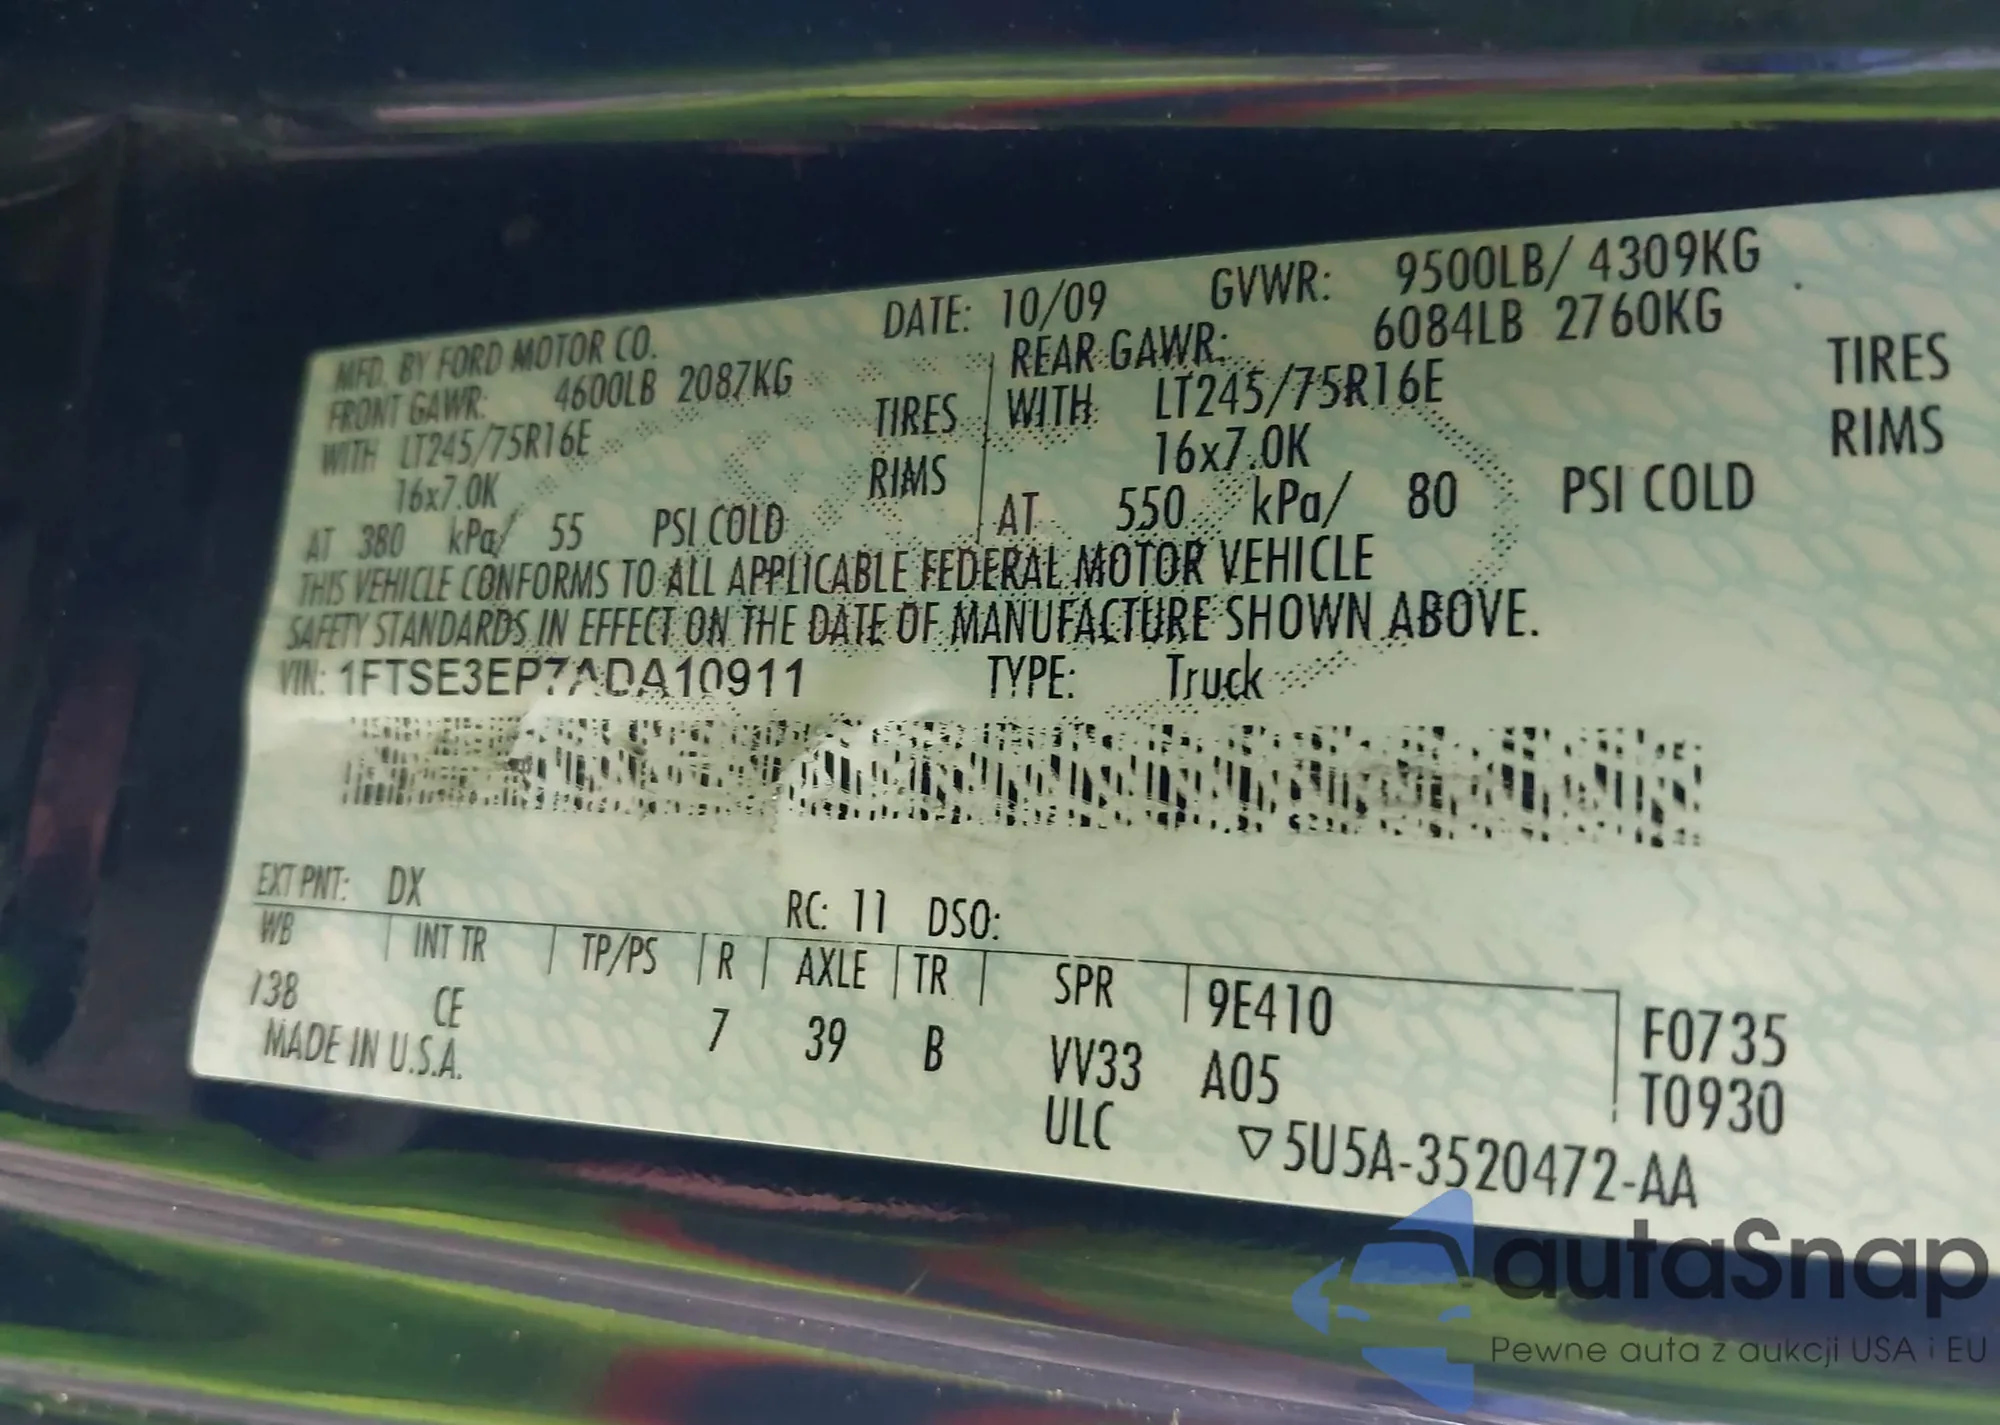 MFD. BY FORD MOTOR CO. DATE: 10/09 GVWR: 9500LB/ 4309KG
FRONT GAWR: 4600LB 2087KG REAR GAWR: 6084LB 2760KG
WITH LT245/75R16E TIRES WITH LT245/75R16E TIRES
16x7.0K RIMS 16x7.0K RIMS
AT 380 kPa/ 55 PSI COLD AT 550 kPa/ 80 PSI COLD
THIS VEHICLE CONFORMS TO ALL APPLICABLE FEDERAL MOTOR VEHICLE
SAFETY STANDARDS IN EFFECT ON THE DATE OF MANUFACTURE SHOWN ABOVE.
VIN: 1FTSE3EP7ADA10911 TYPE: Truck
EXT PNT: DX RC: 11 DSO:
WB INT TR TP/PS R AXLE TR SPR 9E410 F0735
138 CE 7 39 B VV33 A05 T0930
MADE IN U.S.A. ULC ▽5U5A-3520472-AA
autaSnap
Pewne auta z aukcji USA i EU